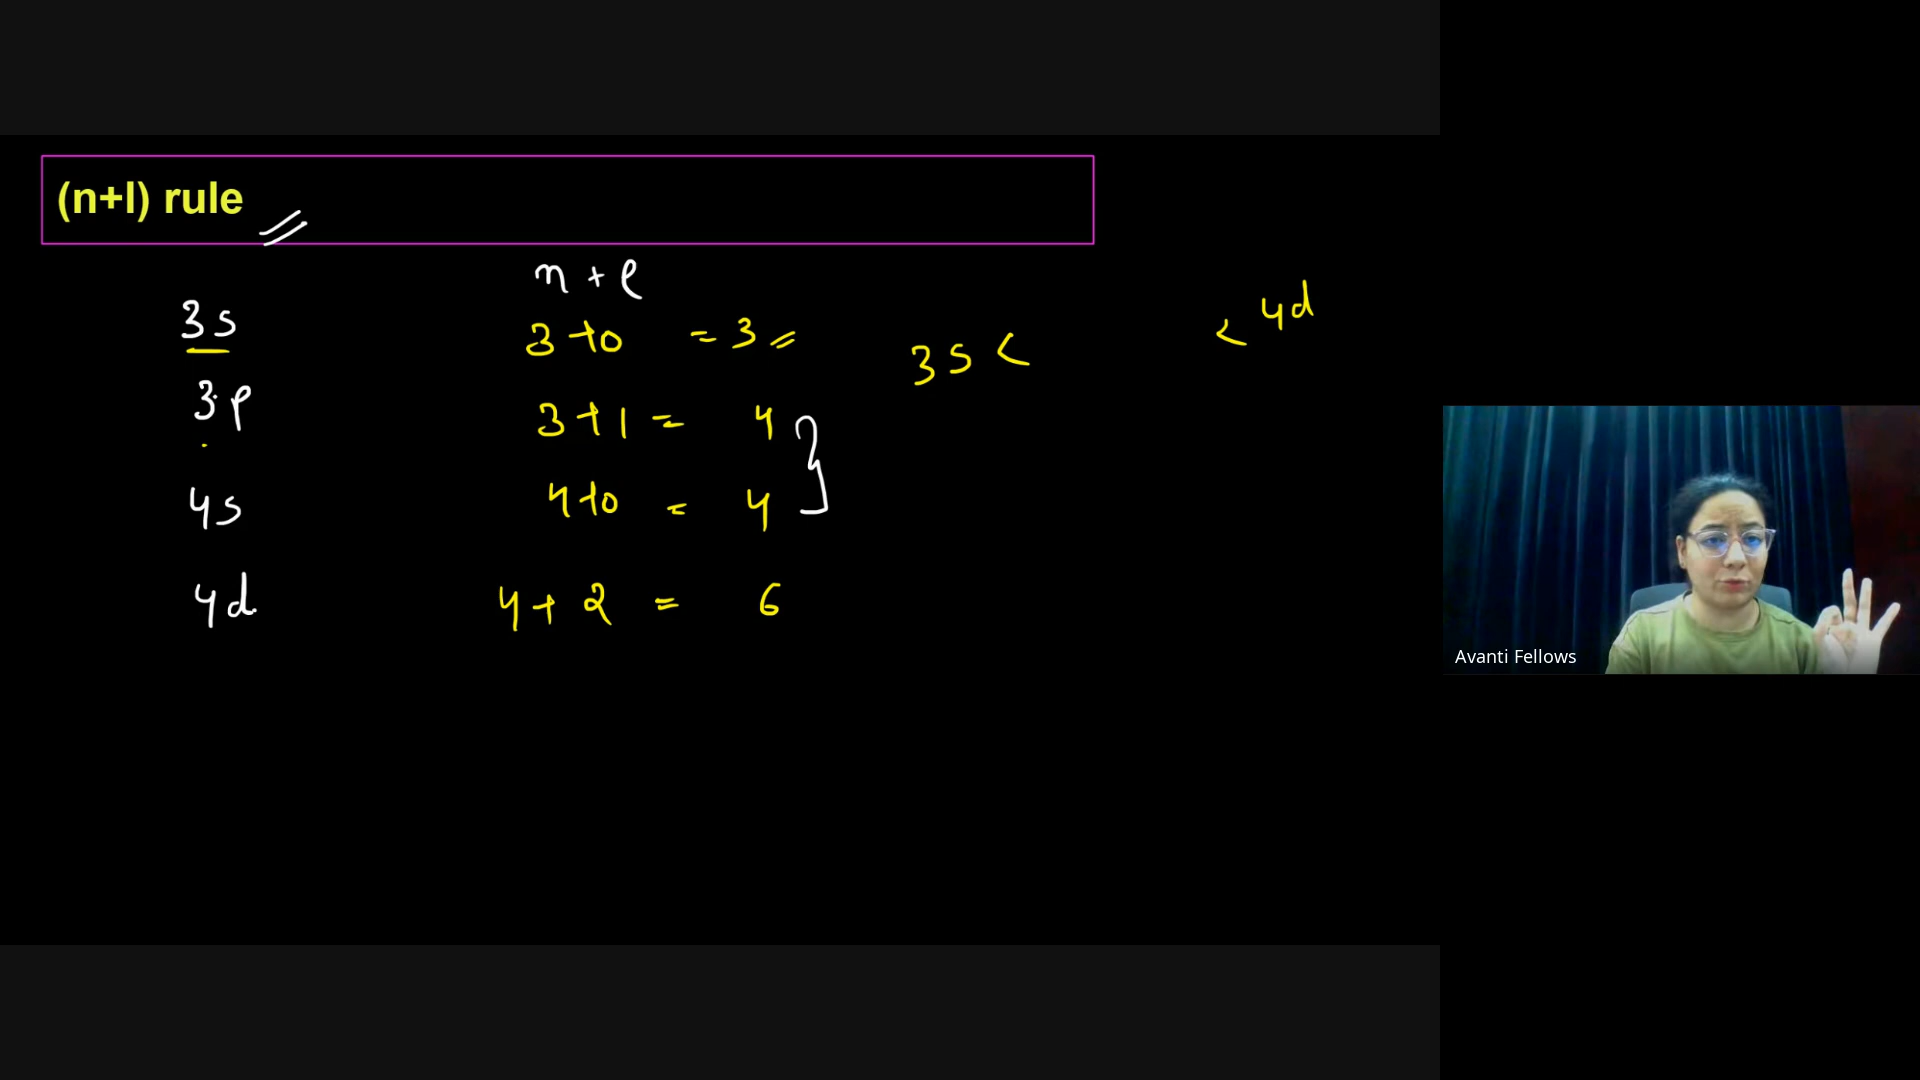 (n+l) rule
n + l
3s 3+0 = 3
3s < < 4d
3p 3+1 = 4
4s 4+0 = 4
4d 4+2 = 6
Avanti Fellows